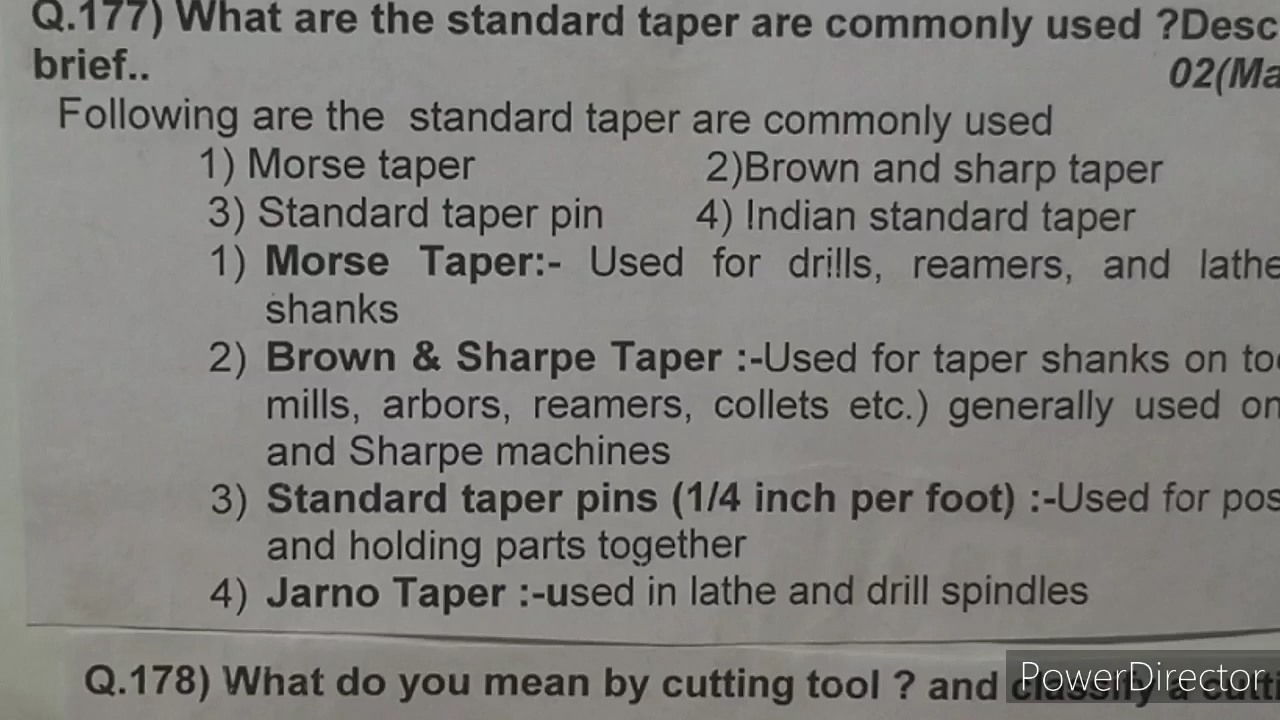 Q.177) What are the standard taper are commonly used ?Desc
brief.. 02(Ma
Following are the standard taper are commonly used
1) Morse taper 2)Brown and sharp taper
3) Standard taper pin 4) Indian standard taper
1) Morse Taper:- Used for drills, reamers, and lathe
shanks
2) Brown & Sharpe Taper :-Used for taper shanks on too
mills, arbors, reamers, collets etc.) generally used on
and Sharpe machines
3) Standard taper pins (1/4 inch per foot) :-Used for pos
and holding parts together
4) Jarno Taper :-used in lathe and drill spindles
Q.178) What do you mean by cutting tool ? and classify a cutti
PowerDirector